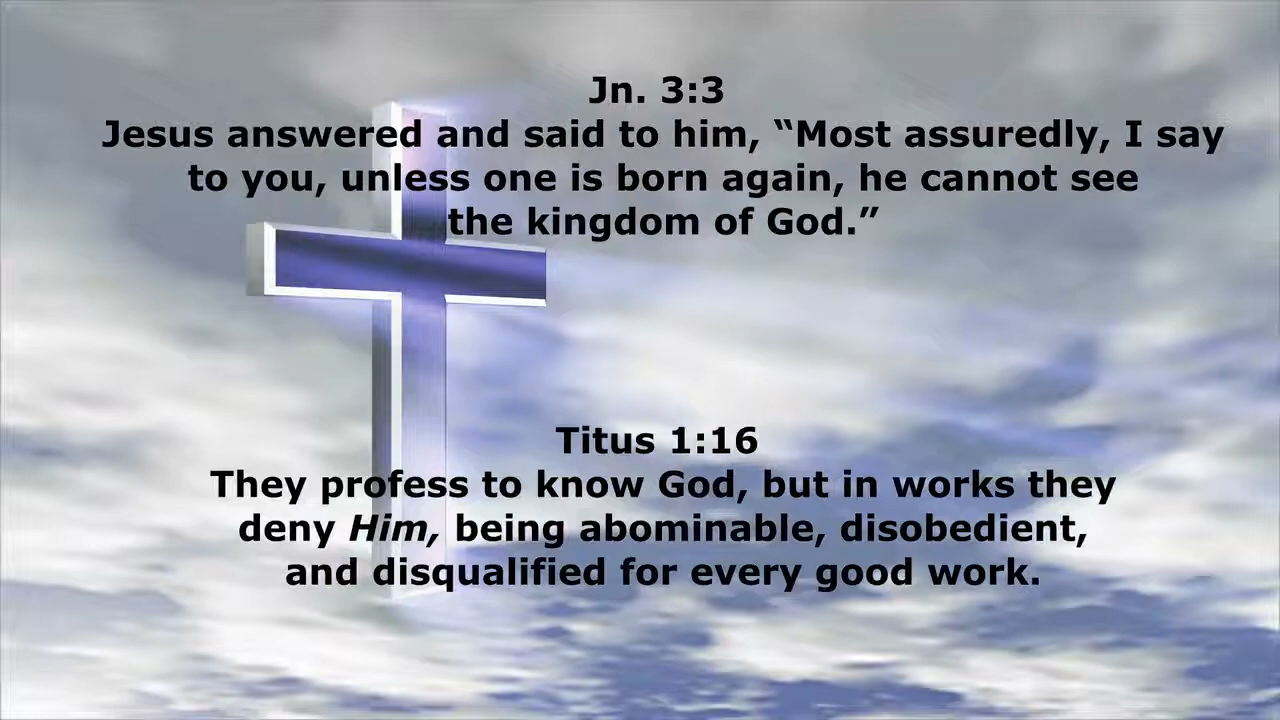 Jn. 3:3
Jesus answered and said to him, “Most assuredly, I say
to you, unless one is born again, he cannot see
the kingdom of God.”
Titus 1:16
They profess to know God, but in works they
deny Him, being abominable, disobedient,
and disqualified for every good work.